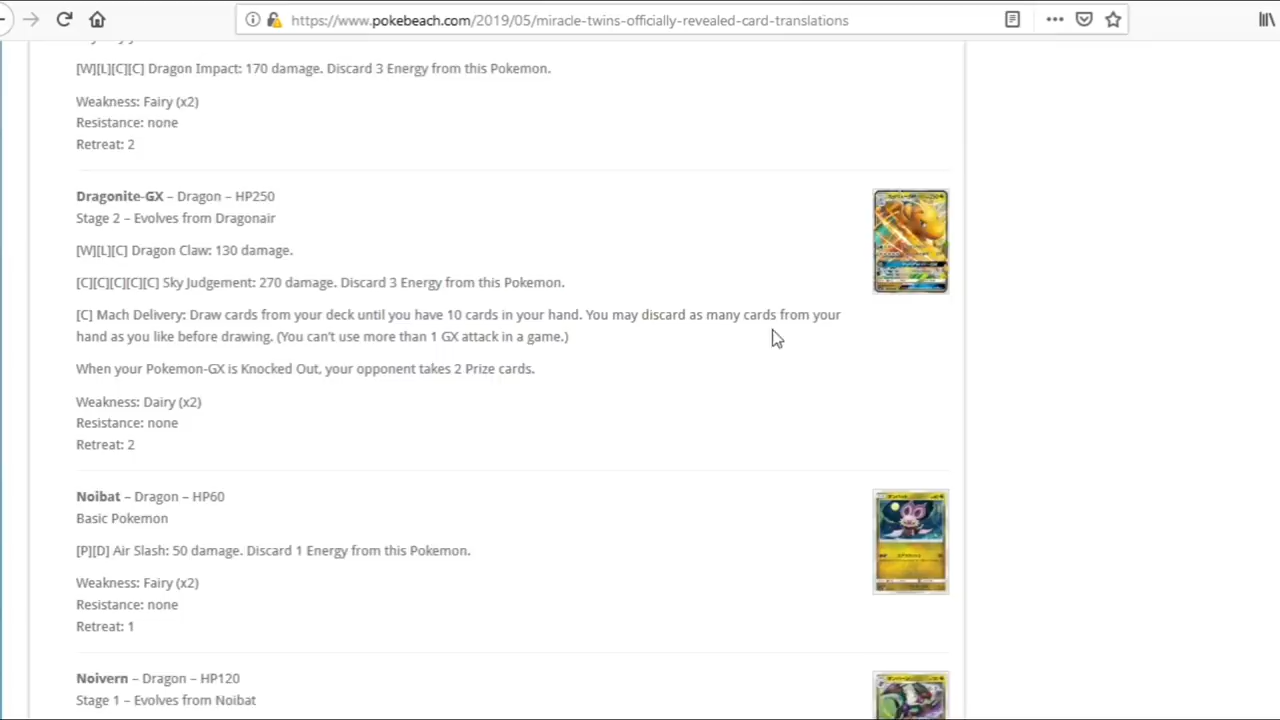 https://www.pokebeach.com/2019/05/miracle-twins-officially-revealed-card-translations
[W][L][C][C] Dragon Impact: 170 damage. Discard 3 Energy from this Pokemon.
Weakness: Fairy (x2)
Resistance: none
Retreat: 2
Dragonite-GX – Dragon – HP250
Stage 2 – Evolves from Dragonair
[W][L][C] Dragon Claw: 130 damage.
[C][C][C][C][C] Sky Judgement: 270 damage. Discard 3 Energy from this Pokemon.
[C] Mach Delivery: Draw cards from your deck until you have 10 cards in your hand. You may discard as many cards from your
hand as you like before drawing. (You can't use more than 1 GX attack in a game.)
When your Pokemon-GX is Knocked Out, your opponent takes 2 Prize cards.
Weakness: Dairy (x2)
Resistance: none
Retreat: 2
Noibat – Dragon – HP60
Basic Pokemon
[P][D] Air Slash: 50 damage. Discard 1 Energy from this Pokemon.
Weakness: Fairy (x2)
Resistance: none
Retreat: 1
Noivern – Dragon – HP120
Stage 1 – Evolves from Noibat